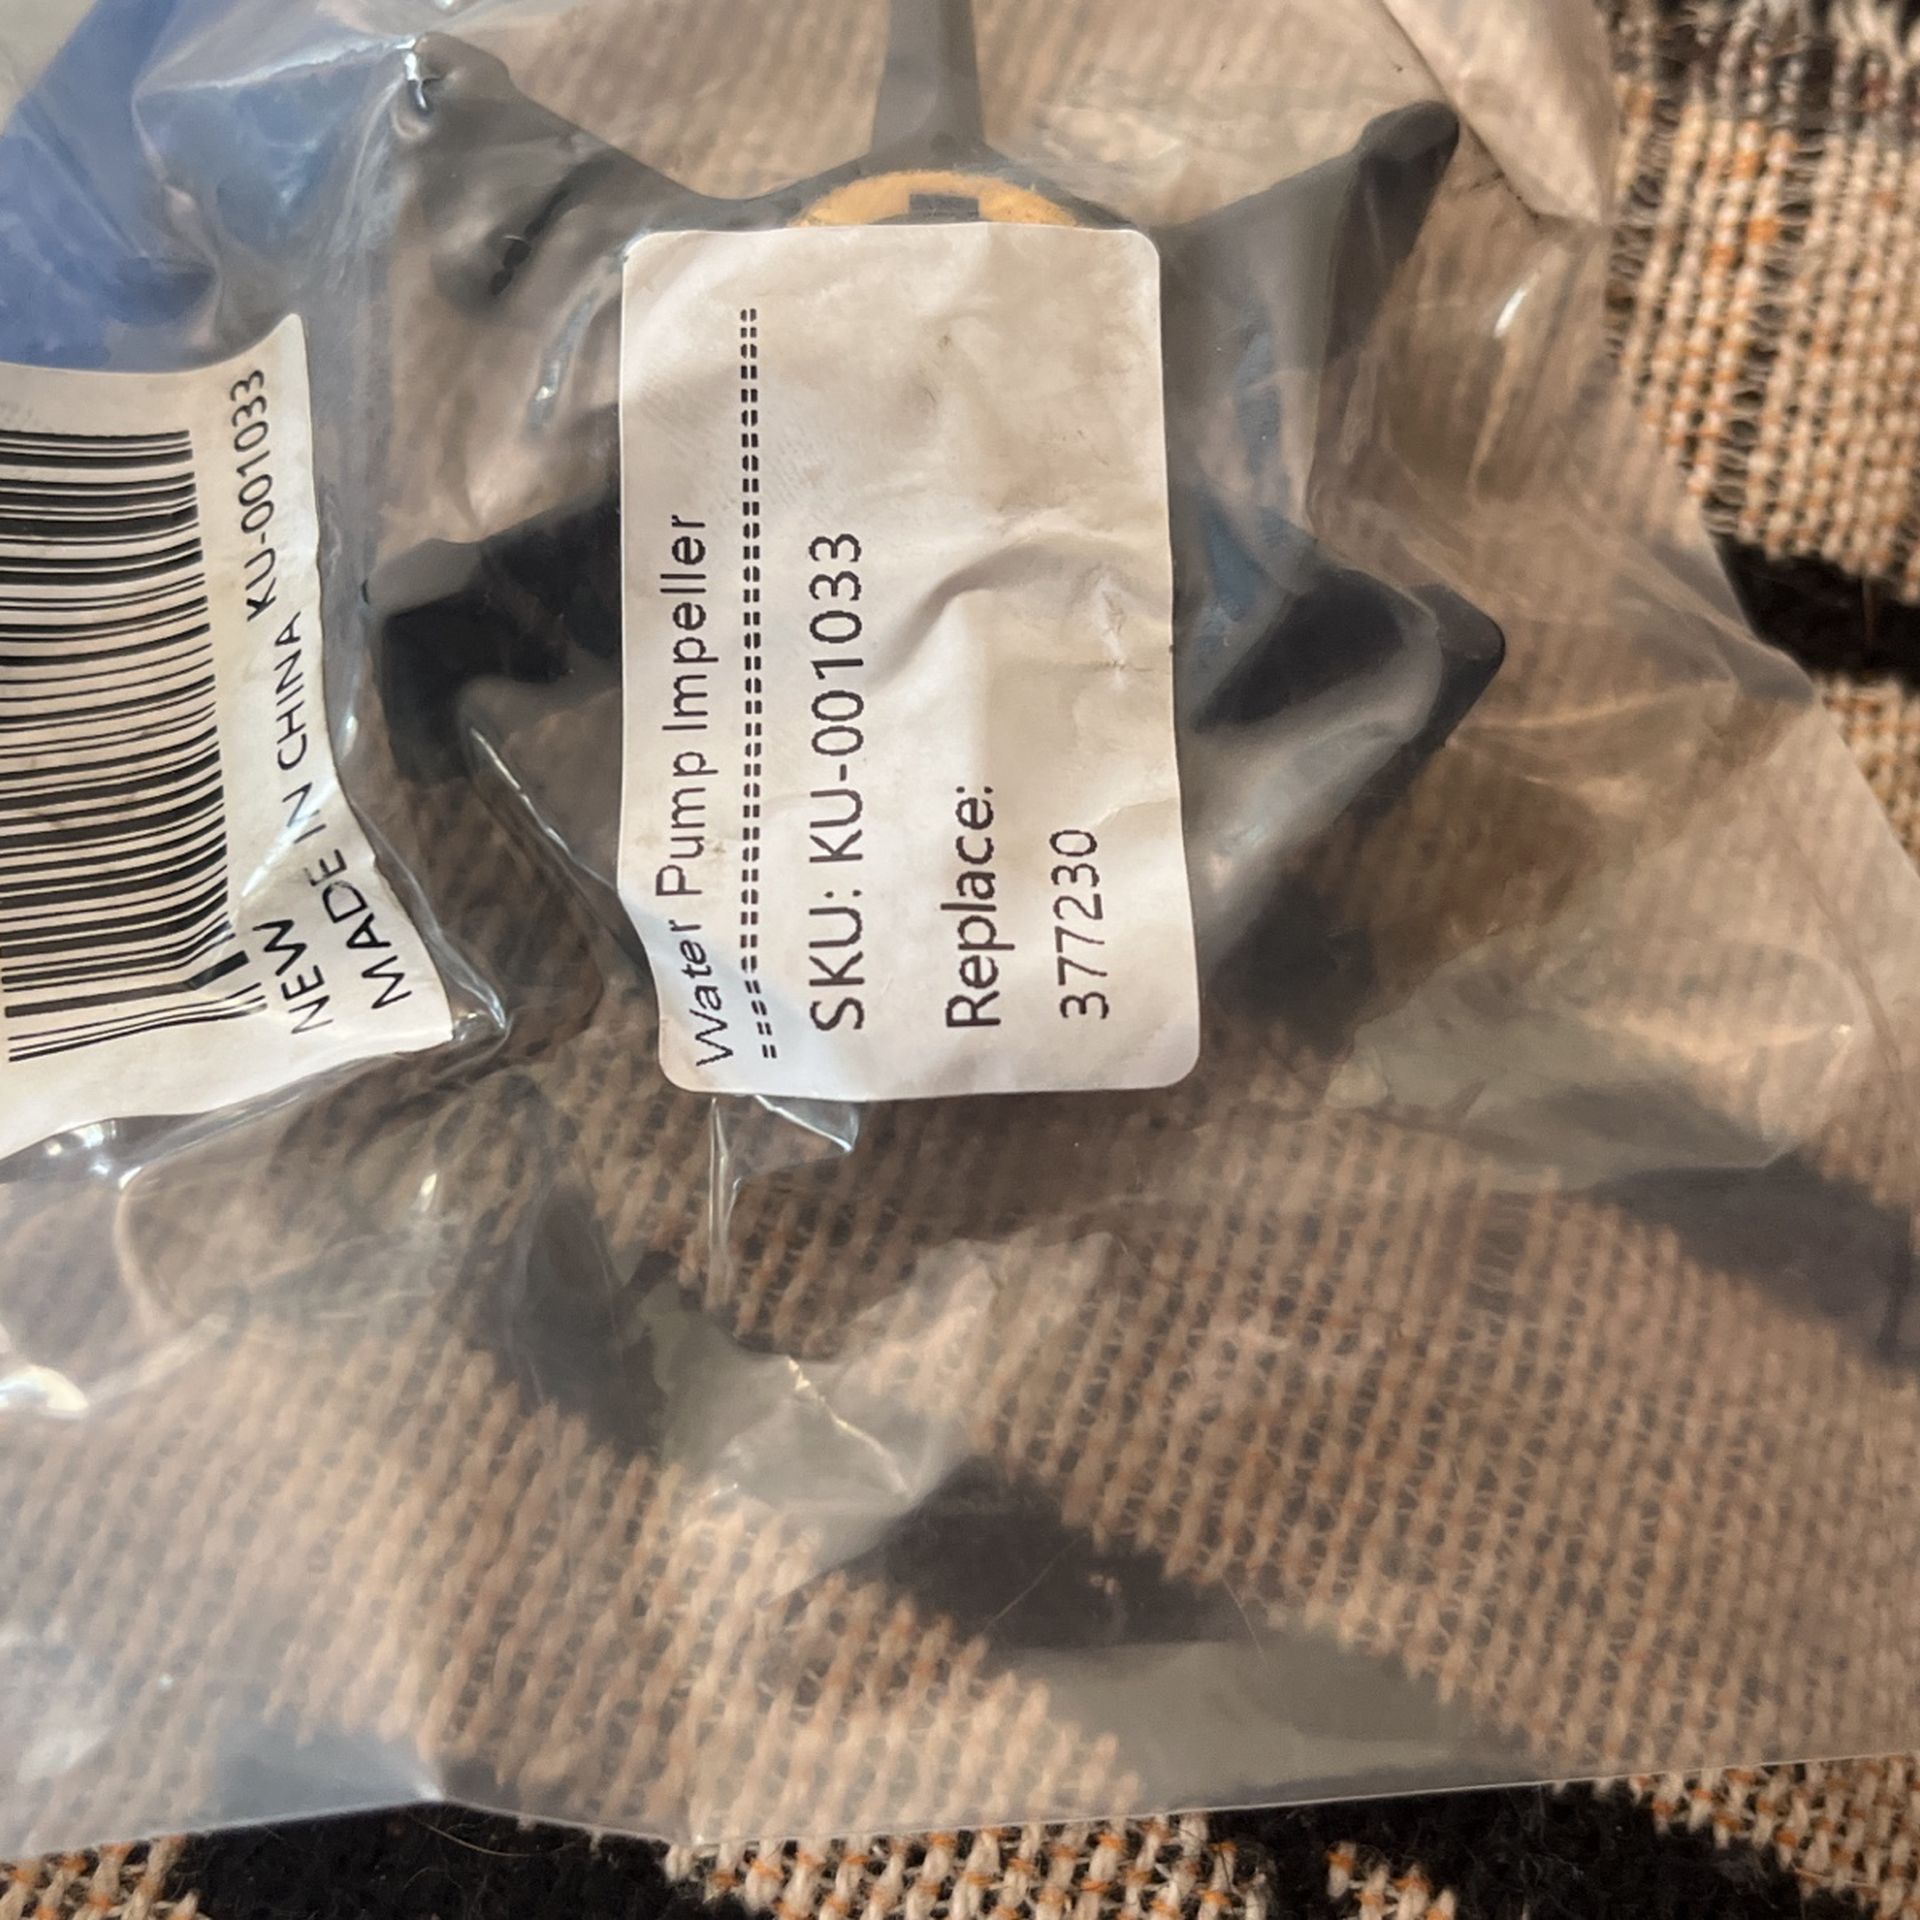 KU-001033
NEW
MADE IN CHINA
Water Pump Impeller
==============================
SKU: KU-001033
Replace:
377230